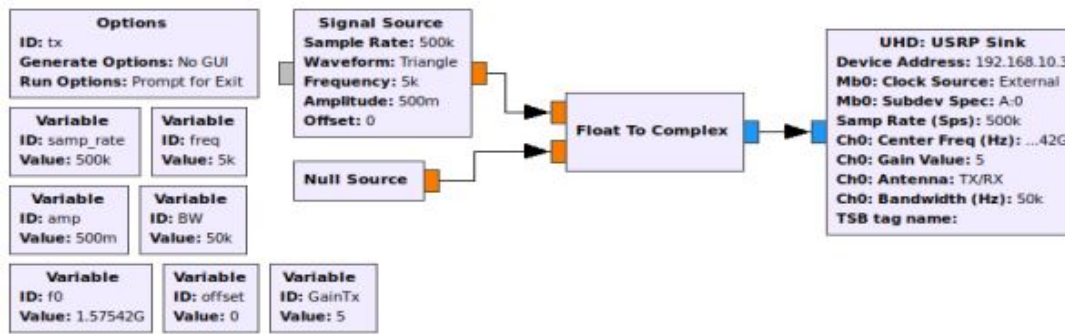 Options
ID: tx
Generate Options: No GUI
Run Options: Prompt for Exit
Variable
ID: samp_rate
Value: 500k
Variable
ID: freq
Value: 5k
Variable
ID: amp
Value: 500m
Variable
ID: BW
Value: 50k
Variable
ID: f0
Value: 1.57542G
Variable
ID: offset
Value: 0
Variable
ID: GainTx
Value: 5
Signal Source
Sample Rate: 500k
Waveform: Triangle
Frequency: 5k
Amplitude: 500m
Offset: 0
Null Source
Float To Complex
UHD: USRP Sink
Device Address: 192.168.10.3
Mb0: Clock Source: External
Mb0: Subdev Spec: A:0
Samp Rate (Sps): 500k
Ch0: Center Freq (Hz): ...42G
Ch0: Gain Value: 5
Ch0: Antenna: TX/RX
Ch0: Bandwidth (Hz): 50k
TSB tag name: